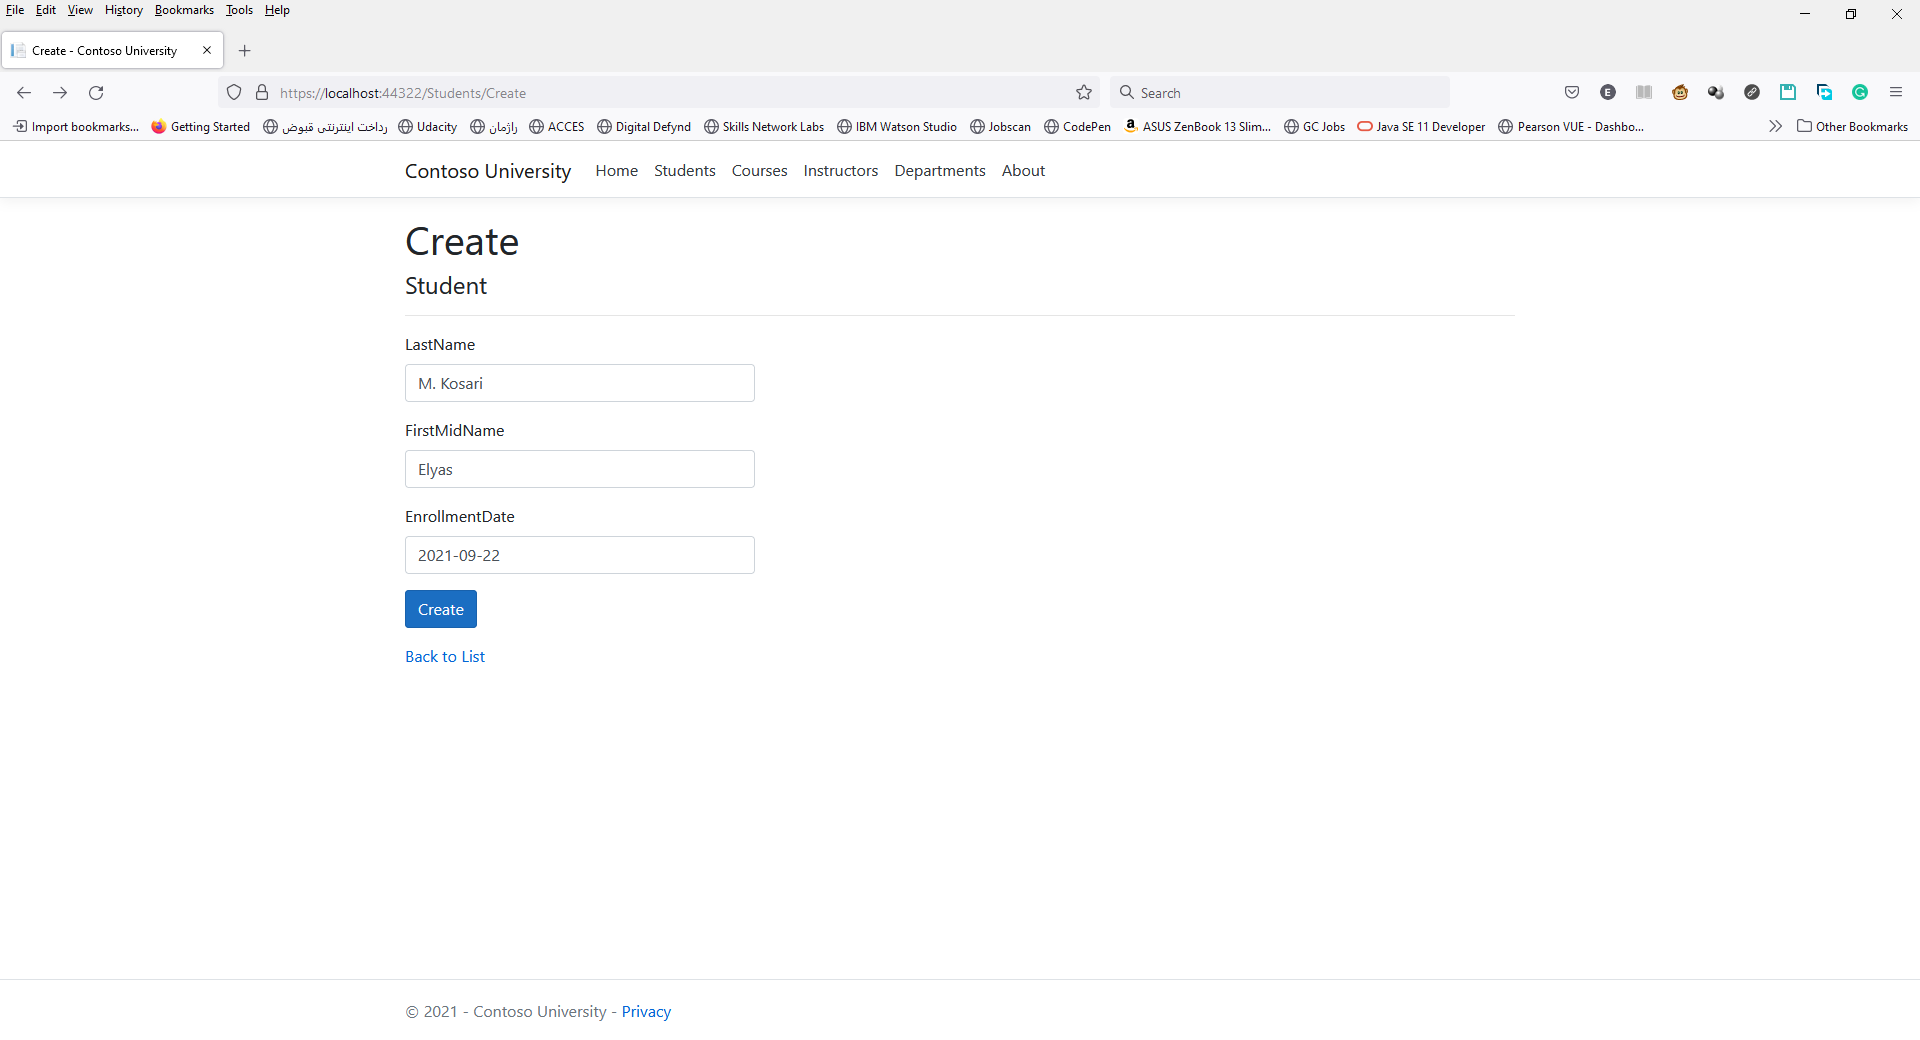 File Edit View History Bookmarks Tools Help
Create - Contoso University
https://localhost:44322/Students/Create
Search
Import bookmarks... Getting Started رداخت اینترنتی قبوض Udacity راژمان ACCES Digital Defynd Skills Network Labs IBM Watson Studio Jobscan CodePen ASUS ZenBook 13 Slim... GC Jobs Java SE 11 Developer Pearson VUE - Dashbo... Other Bookmarks
Contoso University Home Students Courses Instructors Departments About
Create
Student
LastName
M. Kosari
FirstMidName
Elyas
EnrollmentDate
2021-09-22
Create
Back to List
© 2021 - Contoso University - Privacy